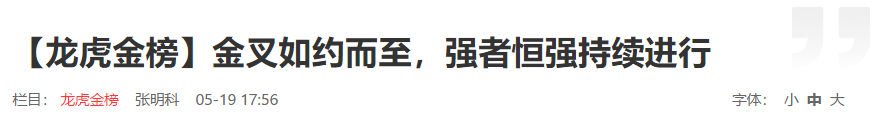 【龙虎金榜】金叉如约而至，强者恒强持续进行
栏目： 龙虎金榜 张明科 05-19 17:56 字体： 小 中 大